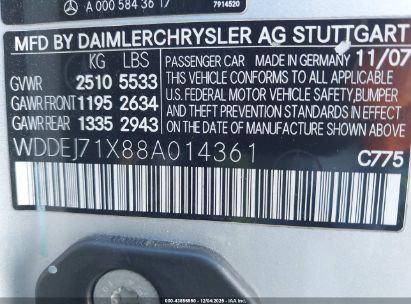 A 000 584 36 17
7914520
MFD BY DAIMLERCHRYSLER AG STUTTGART
KG LBS
GVWR 2510 5533
GAWR FRONT 1195 2634
GAWR REAR 1335 2943
PASSENGER CAR MADE IN GERMANY 11/07
THIS VEHICLE CONFORMS TO ALL APPLICABLE
U.S. FEDERAL MOTOR VEHICLE SAFETY, BUMPER
AND THEFT PREVENTION STANDARDS IN EFFECT
ON THE DATE OF MANUFACTURE SHOWN ABOVE
WDDEJ71X88A014361
C775